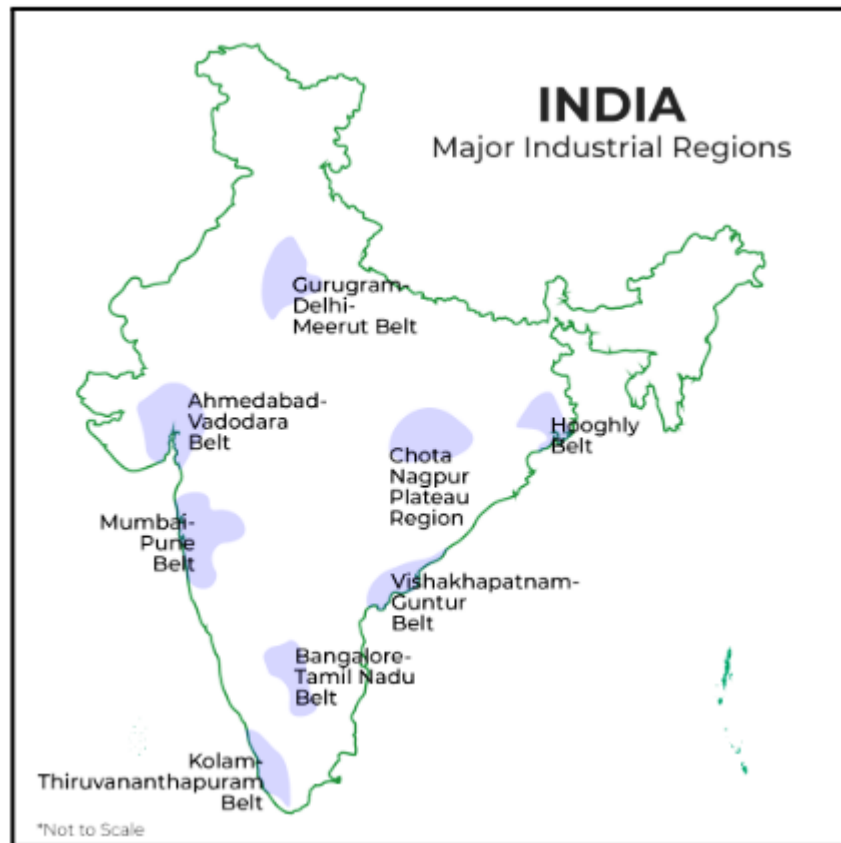 INDIA
Major Industrial Regions
Gurugram-
Delhi-
Meerut Belt
Ahmedabad-
Vadodara
Belt
Hooghly
Belt
Chota
Nagpur
Plateau
Region
Mumbai-
Pune
Belt
Vishakhapatnam-
Guntur
Belt
Bangalore-
Tamil Nadu
Belt
Kolam-
Thiruvananthapuram
Belt
*Not to Scale